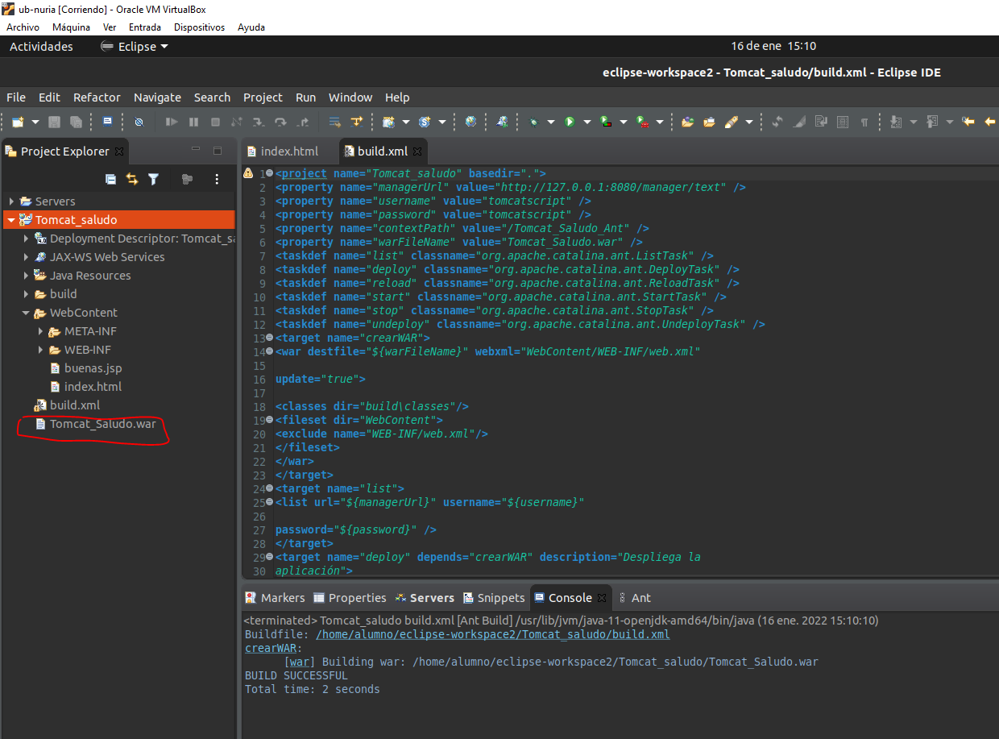 ub-nuria [Corriendo] - Oracle VM VirtualBox
Archivo Máquina Ver Entrada Dispositivos Ayuda
Actividades Eclipse 16 de ene 15:10
eclipse-workspace2 - Tomcat_saludo/build.xml - Eclipse IDE
File Edit Refactor Navigate Search Project Run Window Help
Project Explorer
Servers
Tomcat_saludo
Deployment Descriptor: Tomcat_sa
JAX-WS Web Services
Java Resources
build
WebContent
META-INF
WEB-INF
buenas.jsp
index.html
build.xml
Tomcat_Saludo.war
index.html build.xml
1 <project name="Tomcat_saludo" basedir=".">
2 <property name="managerUrl" value="http://127.0.0.1:8080/manager/text" />
3 <property name="username" value="tomcatscript" />
4 <property name="password" value="tomcatscript" />
5 <property name="contextPath" value="/Tomcat_Saludo_Ant" />
6 <property name="warFileName" value="Tomcat_Saludo.war" />
7 <taskdef name="list" classname="org.apache.catalina.ant.ListTask" />
8 <taskdef name="deploy" classname="org.apache.catalina.ant.DeployTask" />
9 <taskdef name="reload" classname="org.apache.catalina.ant.ReloadTask" />
10 <taskdef name="start" classname="org.apache.catalina.ant.StartTask" />
11 <taskdef name="stop" classname="org.apache.catalina.ant.StopTask" />
12 <taskdef name="undeploy" classname="org.apache.catalina.ant.UndeployTask" />
13 <target name="crearWAR">
14 <war destfile="${warFileName}" webxml="WebContent/WEB-INF/web.xml"
15
16 update="true">
17
18 <classes dir="build\classes"/>
19 <fileset dir="WebContent">
20 <exclude name="WEB-INF/web.xml"/>
21 </fileset>
22 </war>
23 </target>
24 <target name="list">
25 <list url="${managerUrl}" username="${username}"
26
27 password="${password}" />
28 </target>
29 <target name="deploy" depends="crearWAR" description="Despliega la
30 aplicación">
Markers Properties Servers Snippets Console Ant
<terminated> Tomcat_saludo build.xml [Ant Build] /usr/lib/jvm/java-11-openjdk-amd64/bin/java (16 ene. 2022 15:10:10)
Buildfile: /home/alumno/eclipse-workspace2/Tomcat_saludo/build.xml
crearWAR:
[war] Building war: /home/alumno/eclipse-workspace2/Tomcat_saludo/Tomcat_Saludo.war
BUILD SUCCESSFUL
Total time: 2 seconds